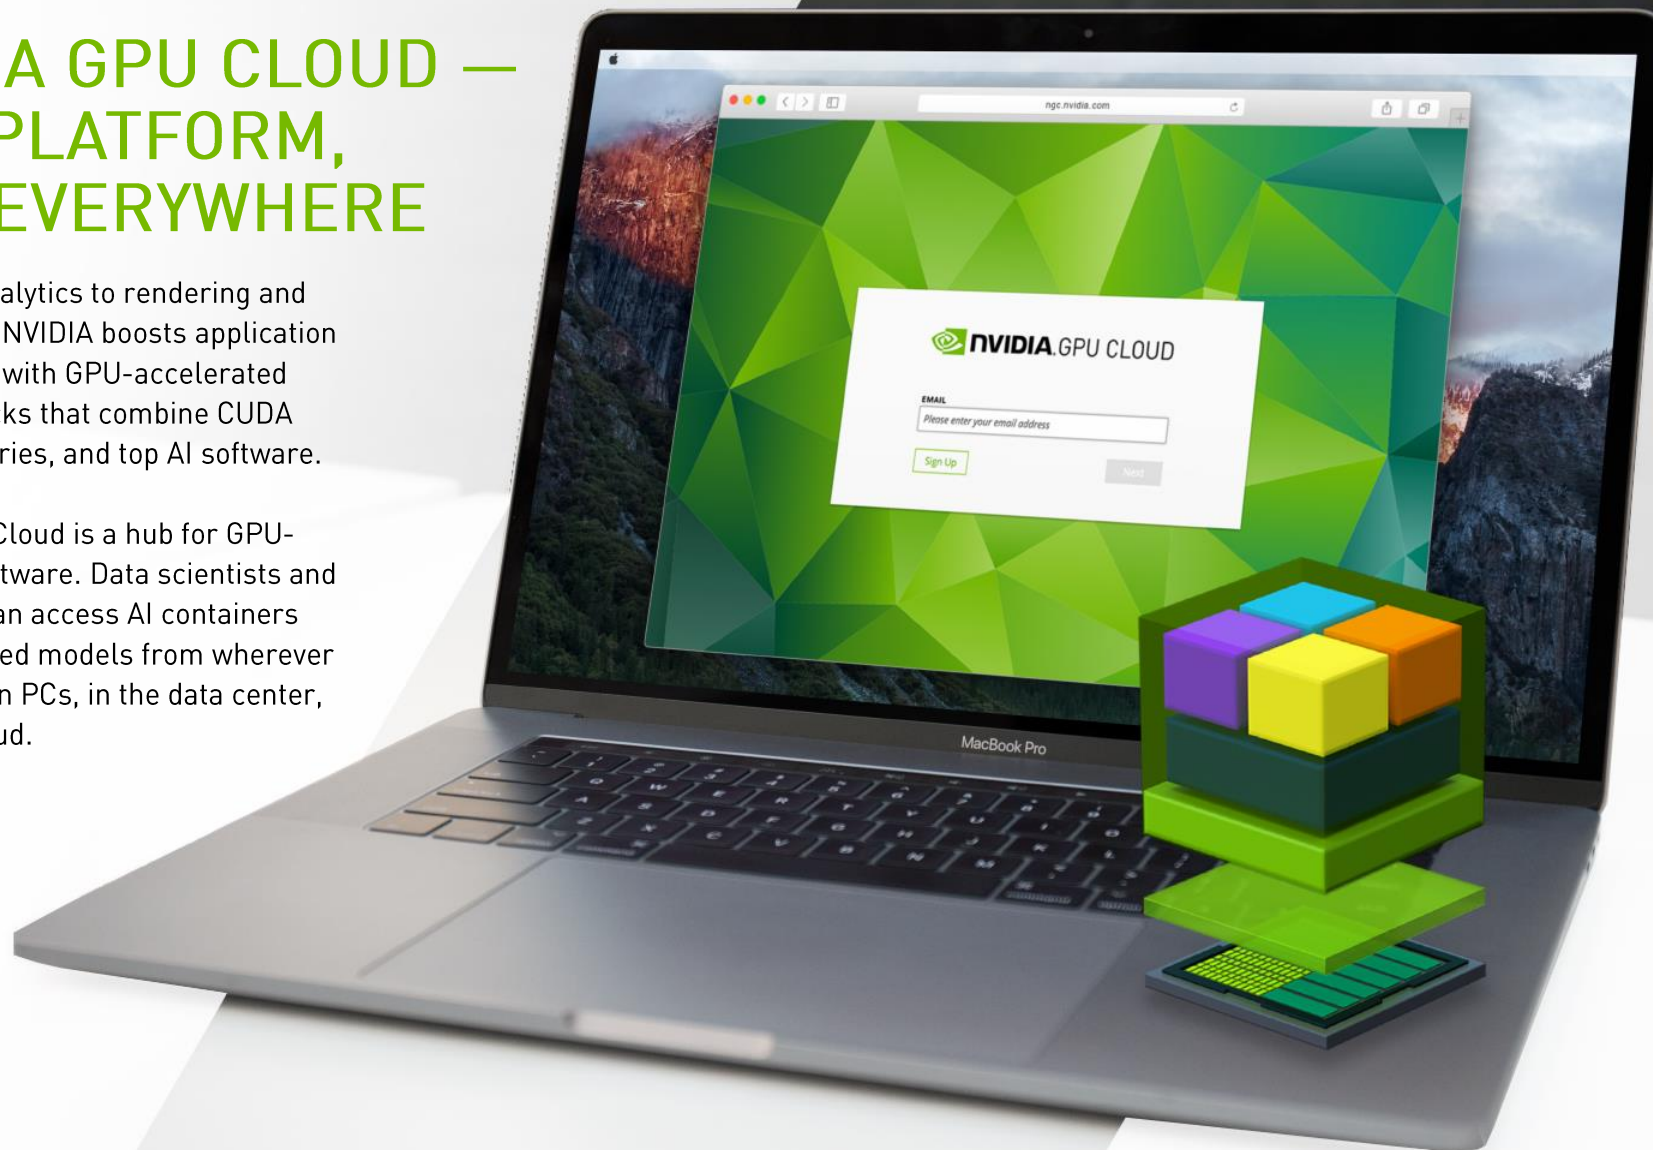 A GPU CLOUD —
PLATFORM,
EVERYWHERE
alytics to rendering and
NVIDIA boosts application
with GPU-accelerated
cks that combine CUDA
ries, and top AI software.
Cloud is a hub for GPU-
tware. Data scientists and
an access AI containers
ed models from wherever
n PCs, in the data center,
ud.
ngc.nvidia.com
NVIDIA.GPU CLOUD
EMAIL
Please enter your email address
Sign Up
Next
MacBook Pro